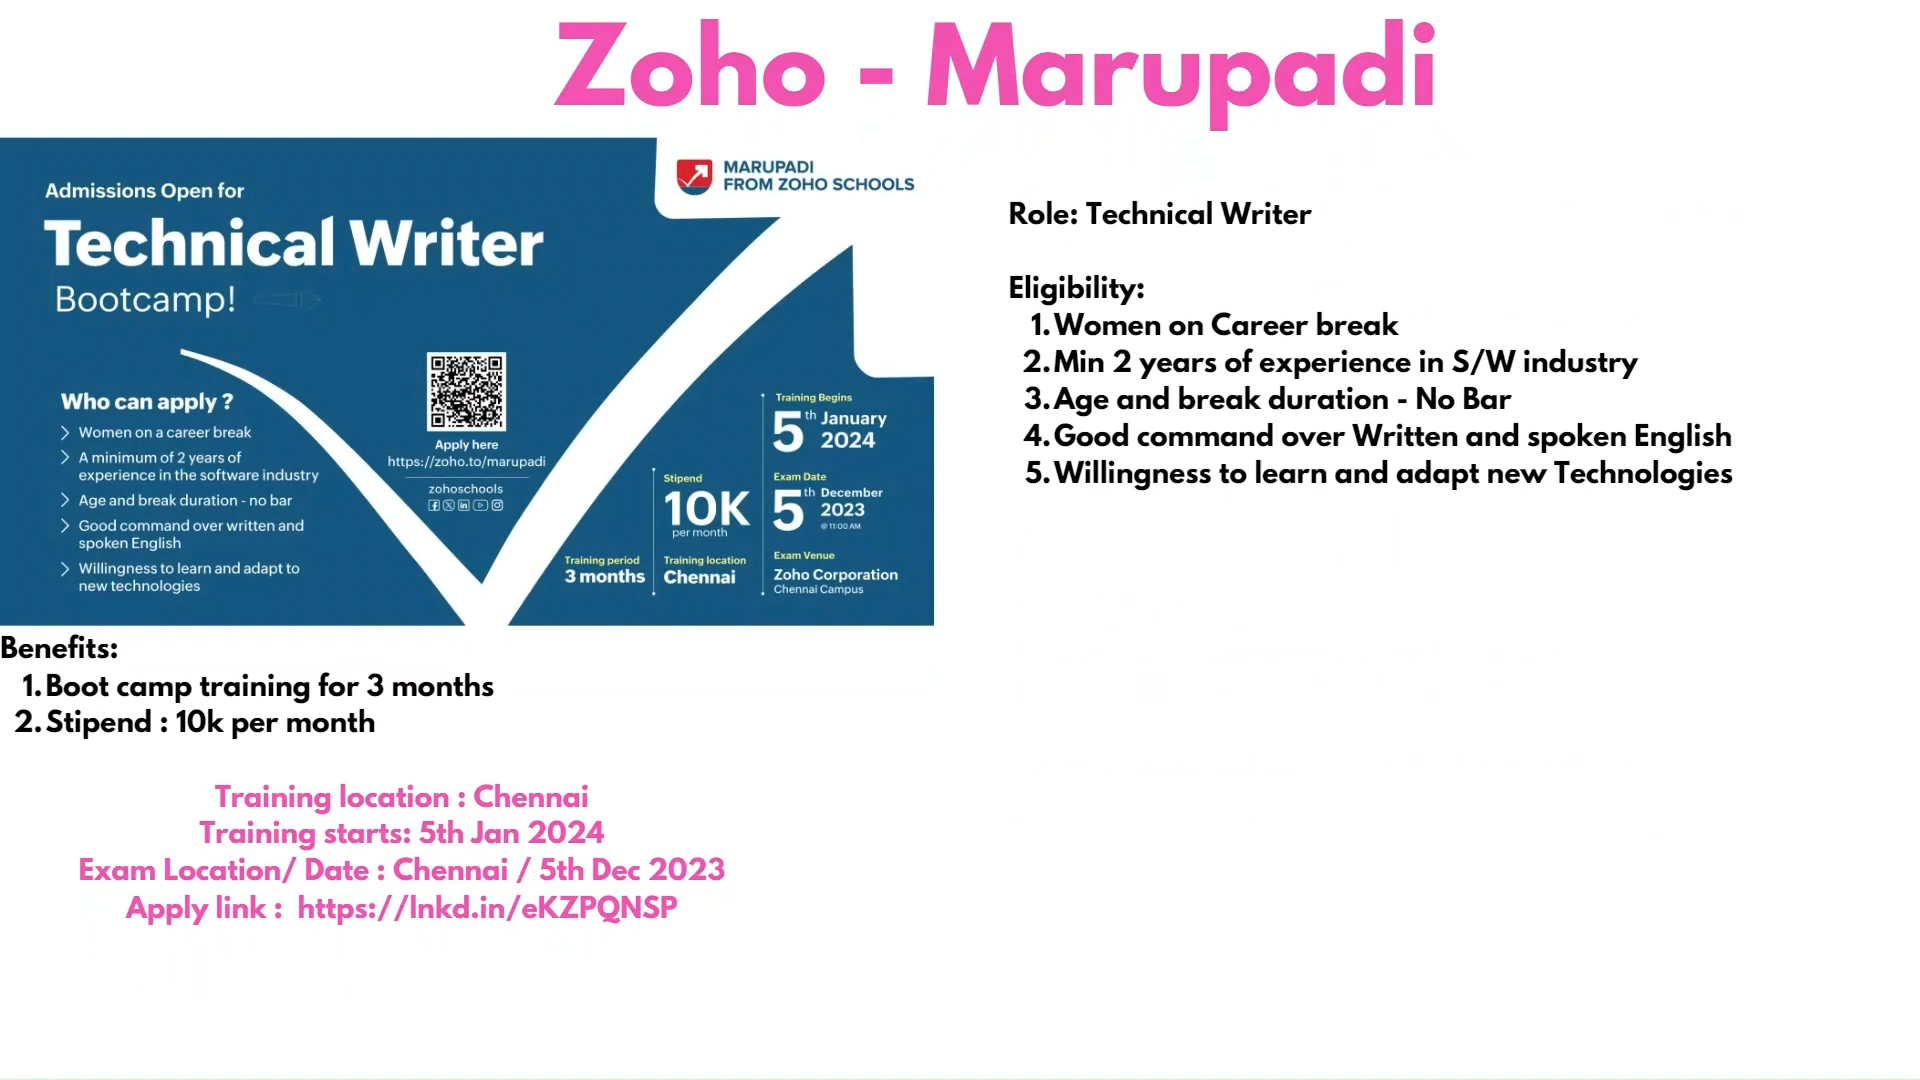 Zoho - Marupadi
MARUPADI
FROM ZOHO SCHOOLS
Admissions Open for
Technical Writer
Bootcamp!
Who can apply ?
Women on a career break
A minimum of 2 years of
experience in the software industry
Age and break duration - no bar
Good command over written and
spoken English
Willingness to learn and adapt to
new technologies
Apply here
https://zoho.to/marupadi
zohoschools
Training period
3 months
Stipend
10K
per month
Training location
Chennai
Training Begins
5th January
2024
Exam Date
5th December
2023
@ 11:00 AM
Exam Venue
Zoho Corporation
Chennai Campus
Role: Technical Writer
Eligibility:
1. Women on Career break
2. Min 2 years of experience in S/W industry
3. Age and break duration - No Bar
4. Good command over Written and spoken English
5. Willingness to learn and adapt new Technologies
Benefits:
1. Boot camp training for 3 months
2. Stipend : 10k per month
Training location : Chennai
Training starts: 5th Jan 2024
Exam Location/ Date : Chennai / 5th Dec 2023
Apply link : https://lnkd.in/eKZPQNSP